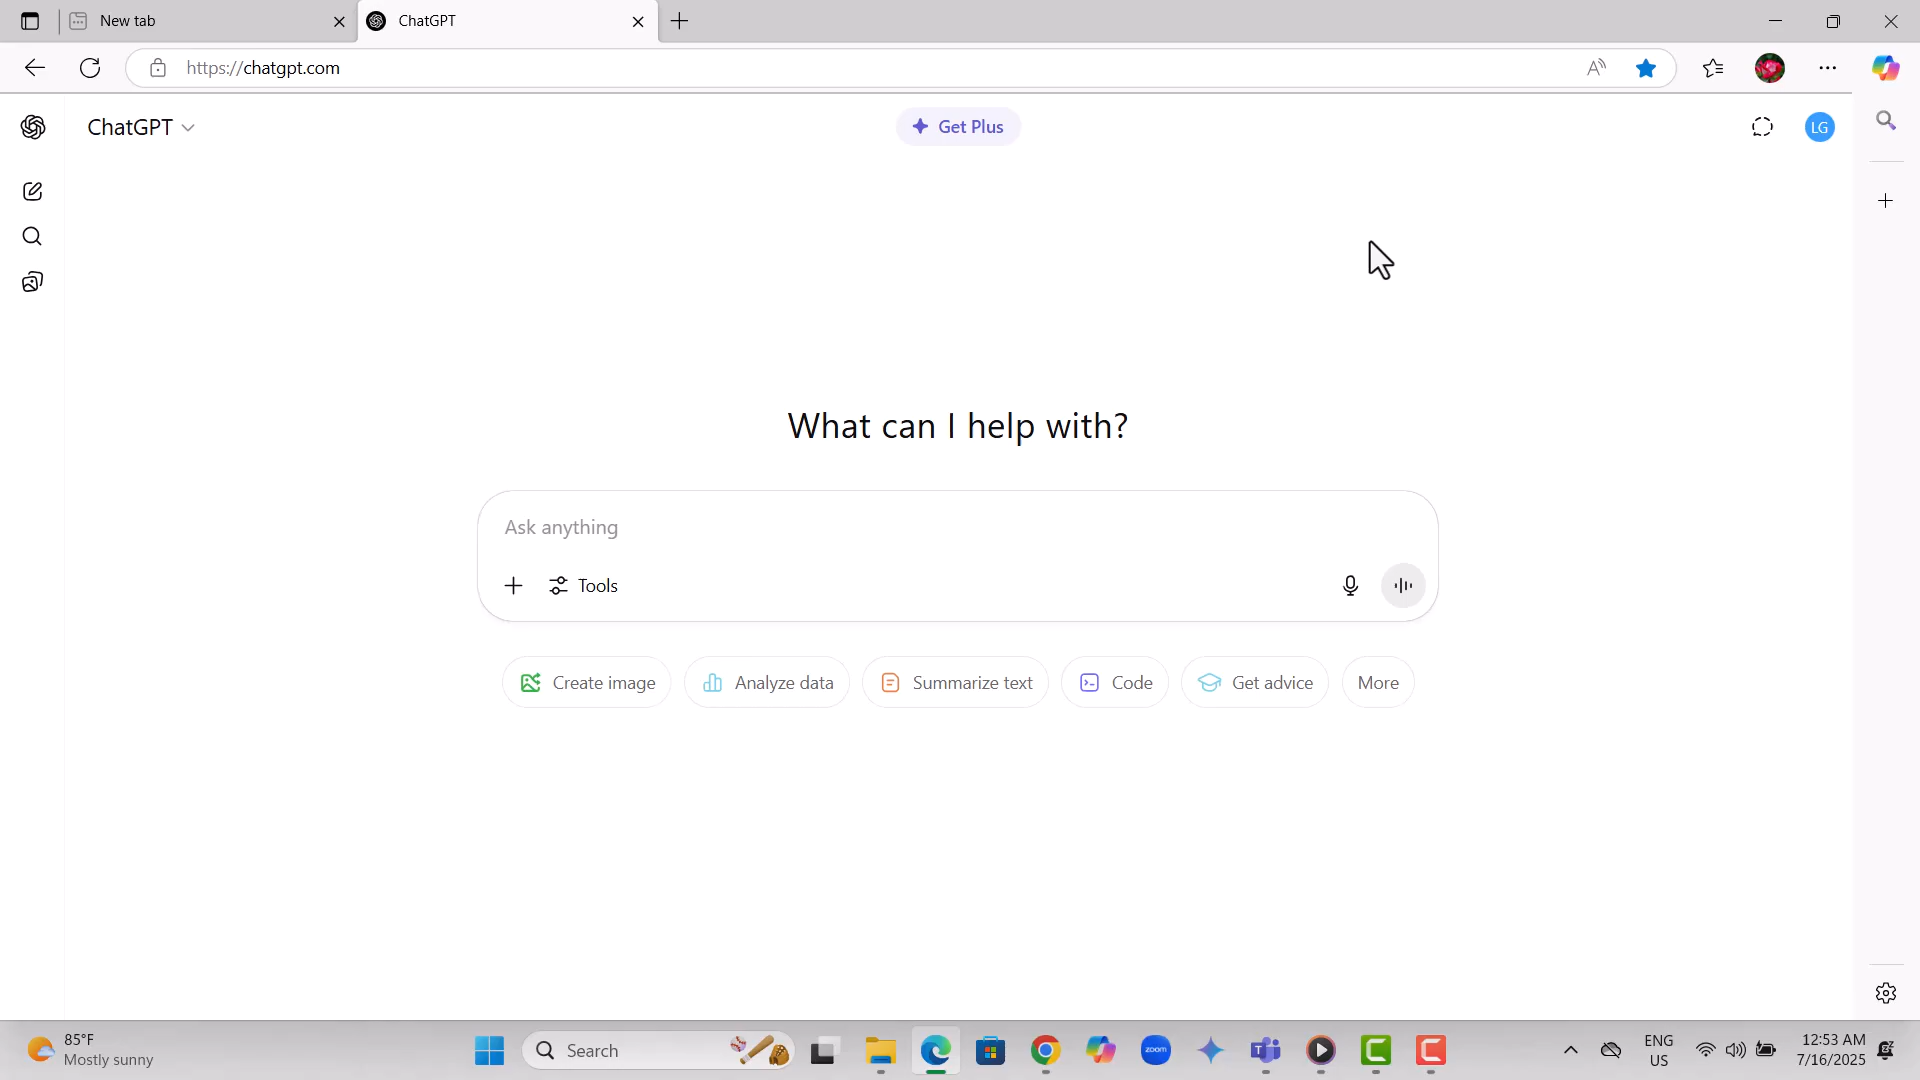 New tab
ChatGPT
https://chatgpt.com
ChatGPT
Get Plus
LG
What can I help with?
Ask anything
Tools
Create image
Analyze data
Summarize text
Code
Get advice
More
85°F
Mostly sunny
Search
zoom
ENG
US
12:53 AM
7/16/2025